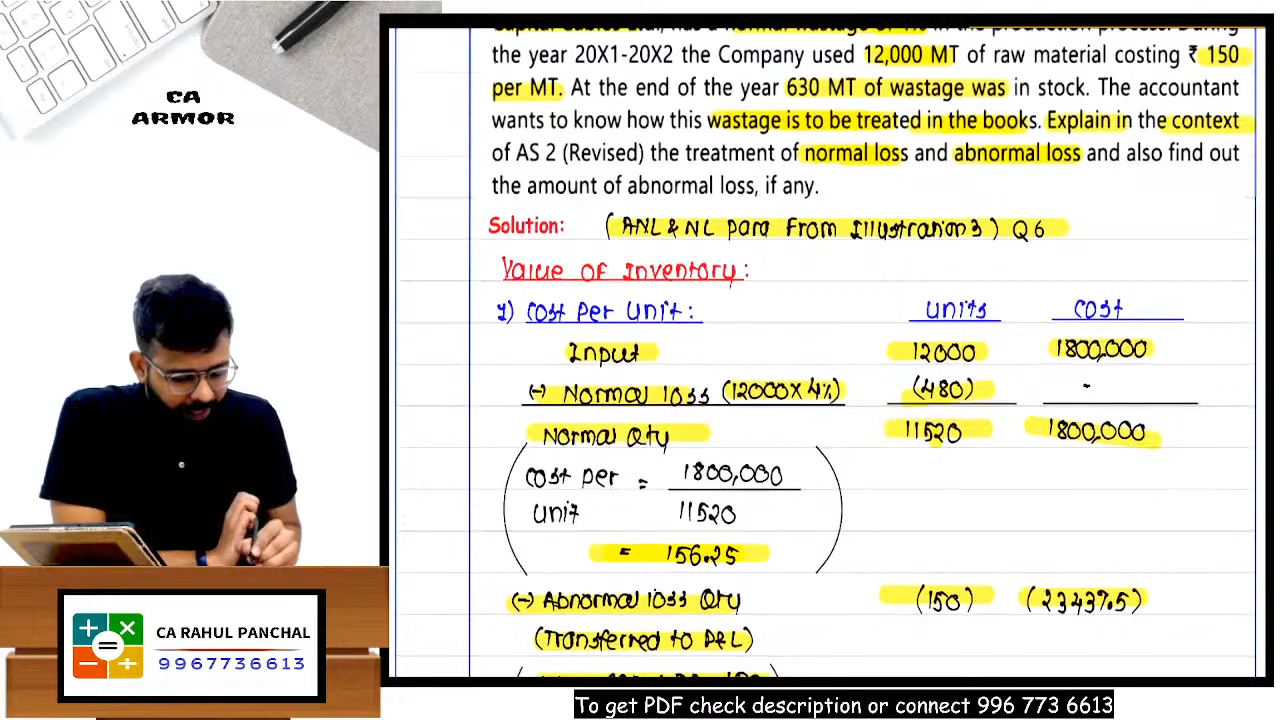 CA
ARMOR
the year 20X1-20X2 the Company used 12,000 MT of raw material costing ₹ 150
per MT. At the end of the year 630 MT of wastage was in stock. The accountant
wants to know how this wastage is to be treated in the books. Explain in the context
of AS 2 (Revised) the treatment of normal loss and abnormal loss and also find out
the amount of abnormal loss, if any.
Solution: (ANL & NL Para From Illustration 3) Q 6
Value of Inventory:
1) Cost Per Unit: Units Cost
Input 12000 1800,000
(-) Normal loss (12000 x 4%) (480) -
Normal Qty 11520 1800,000
Cost per = 1800,000
Unit 11520
= 156.25
(-) Abnormal loss Qty (150) (23437.5)
(Transferred to P&L)
CA RAHUL PANCHAL
9967736613
To get PDF check description or connect 996 773 6613